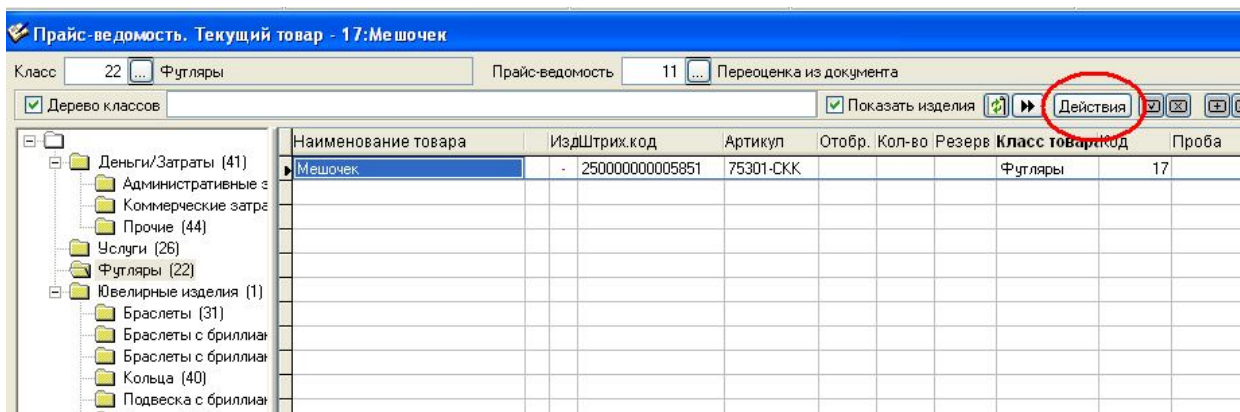 Прайс-ведомость. Текущий товар - 17:Мешочек
Класс 22 ... Футляры Прайс-ведомость 11 ... Переоценка из документа
Дерево классов Показать изделия Действия
Наименование товара Изд Штрих.код Артикул Отобр. Кол-во Резерв Класс товара Код Проба
Мешочек - 250000000005851 75301-СКК Футляры 17
Деньги/Затраты (41)
Административные з
Коммерческие затра
Прочие (44)
Услуги (26)
Футляры (22)
Ювелирные изделия (1)
Браслеты (31)
Браслеты с бриллиан
Браслеты с бриллиан
Кольца (40)
Подвеска с бриллиан